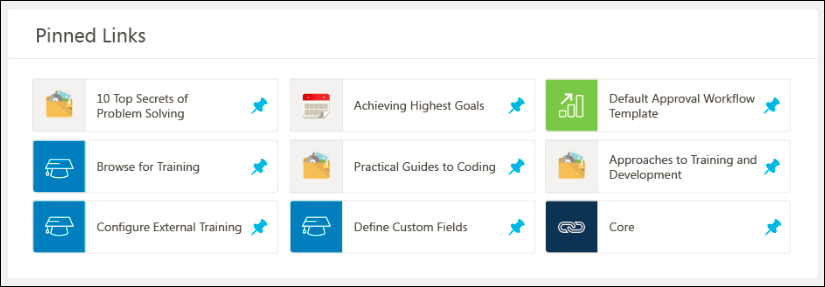 Pinned Links
10 Top Secrets of
Problem Solving
Achieving Highest Goals
Default Approval Workflow
Template
Browse for Training
Practical Guides to Coding
Approaches to Training and
Development
Configure External Training
Define Custom Fields
Core